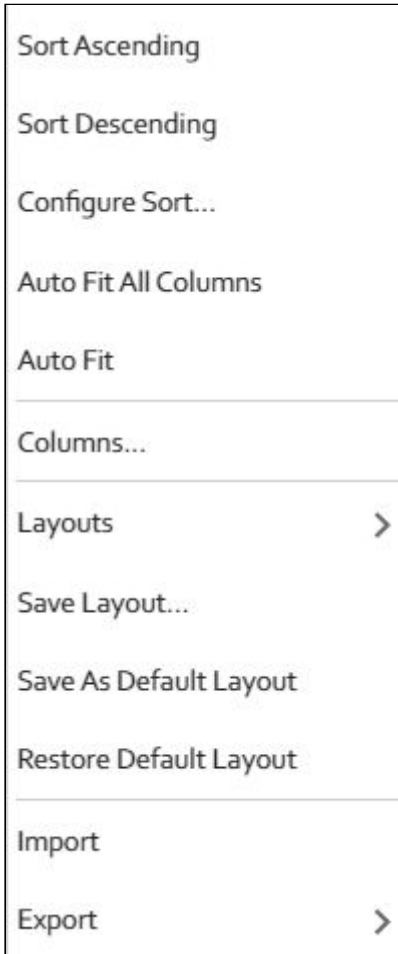 Sort Ascending
Sort Descending
Configure Sort...
Auto Fit All Columns
Auto Fit
Columns...
Layouts
Save Layout...
Save As Default Layout
Restore Default Layout
Import
Export